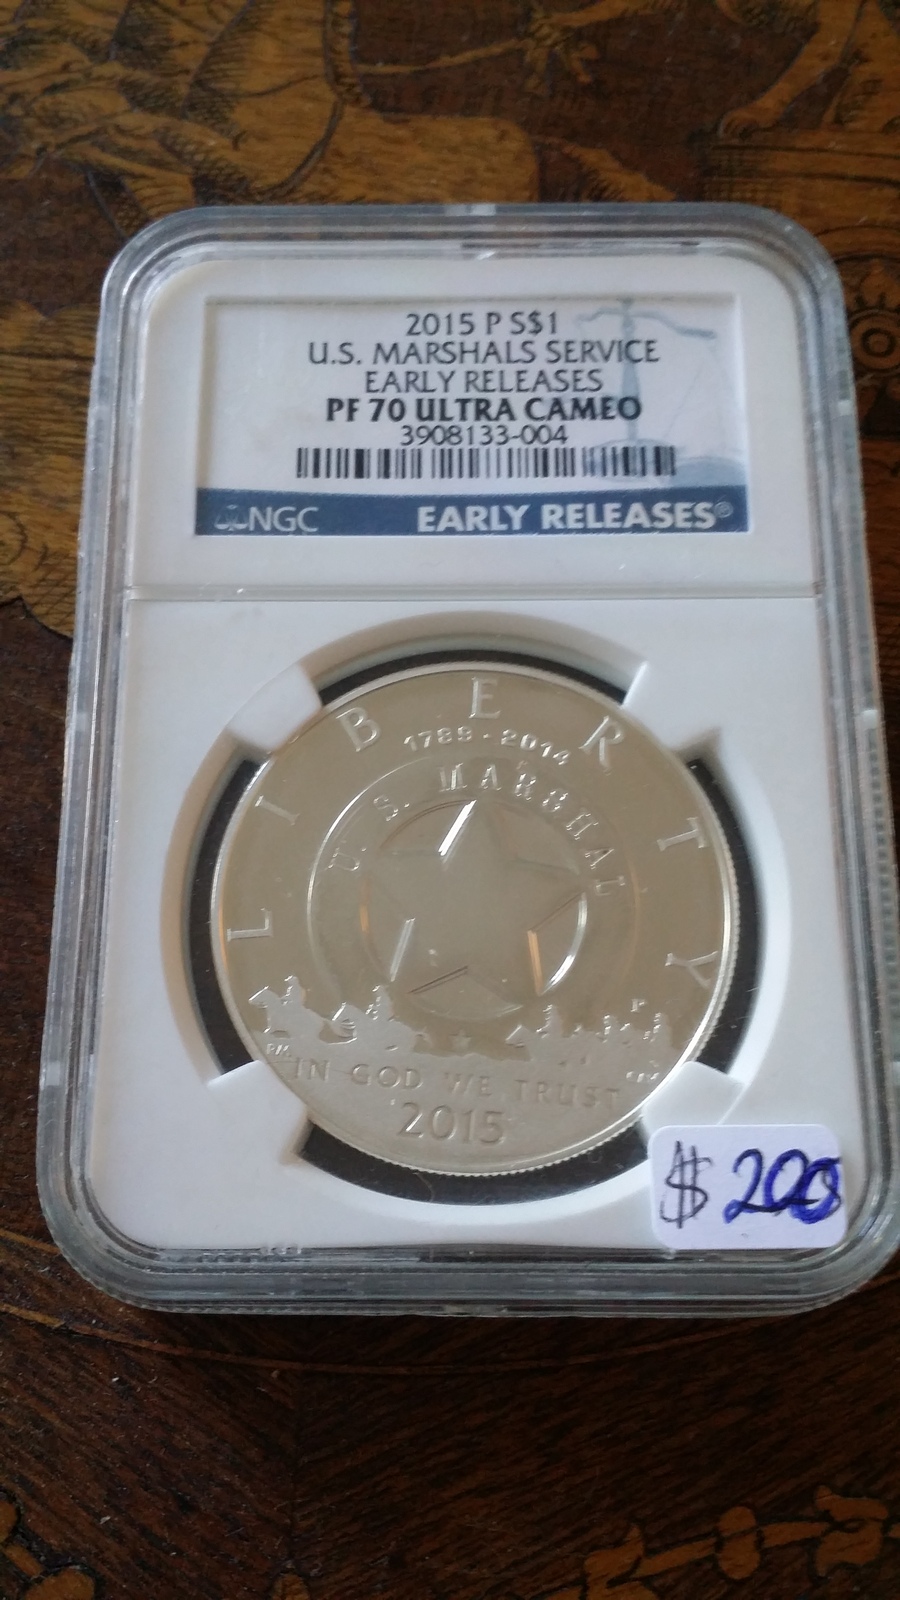 2015 P S$1
U.S. MARSHALS SERVICE
EARLY RELEASES
PF 70 ULTRA CAMEO
3908133-004
NGC EARLY RELEASES®
LIBERTY
1789-2014
U.S. MARSHAL
P
RM
IN GOD WE TRUST
2015
$ 200